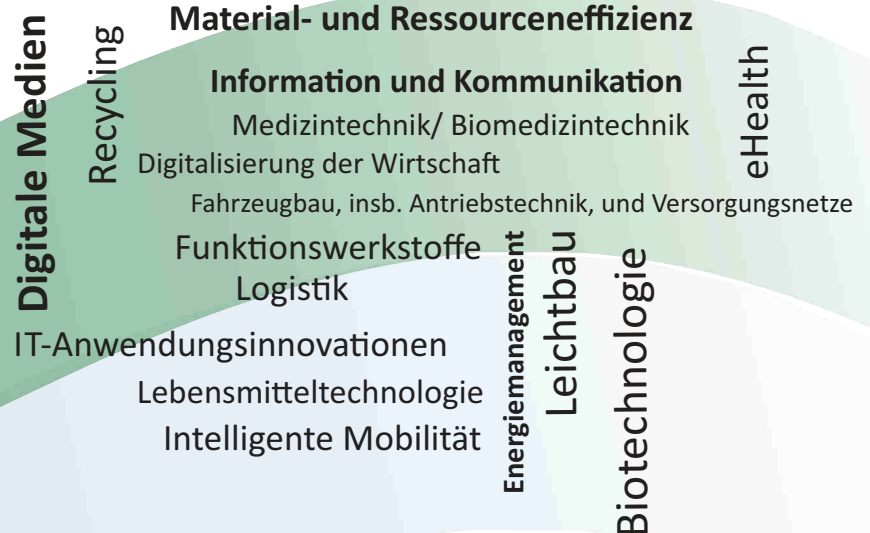 Material- und Ressourceneffizienz
Digitale Medien
Recycling
Information und Kommunikation
eHealth
Medizintechnik/ Biomedizintechnik
Digitalisierung der Wirtschaft
Fahrzeugbau, insb. Antriebstechnik, und Versorgungsnetze
Funktionswerkstoffe
Logistik
Energiemanagement
Leichtbau
Biotechnologie
IT-Anwendungsinnovationen
Lebensmitteltechnologie
Intelligente Mobilität